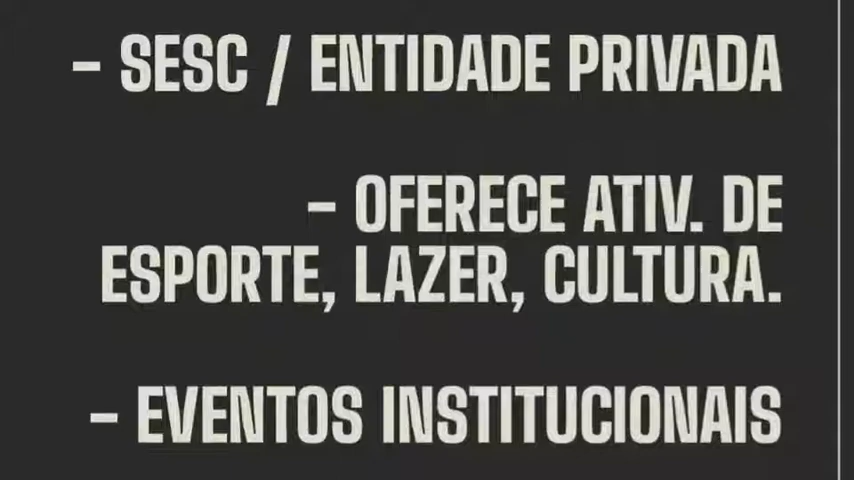 - SESC / ENTIDADE PRIVADA
- OFERECE ATIV. DE
ESPORTE, LAZER, CULTURA.
- EVENTOS INSTITUCIONAIS